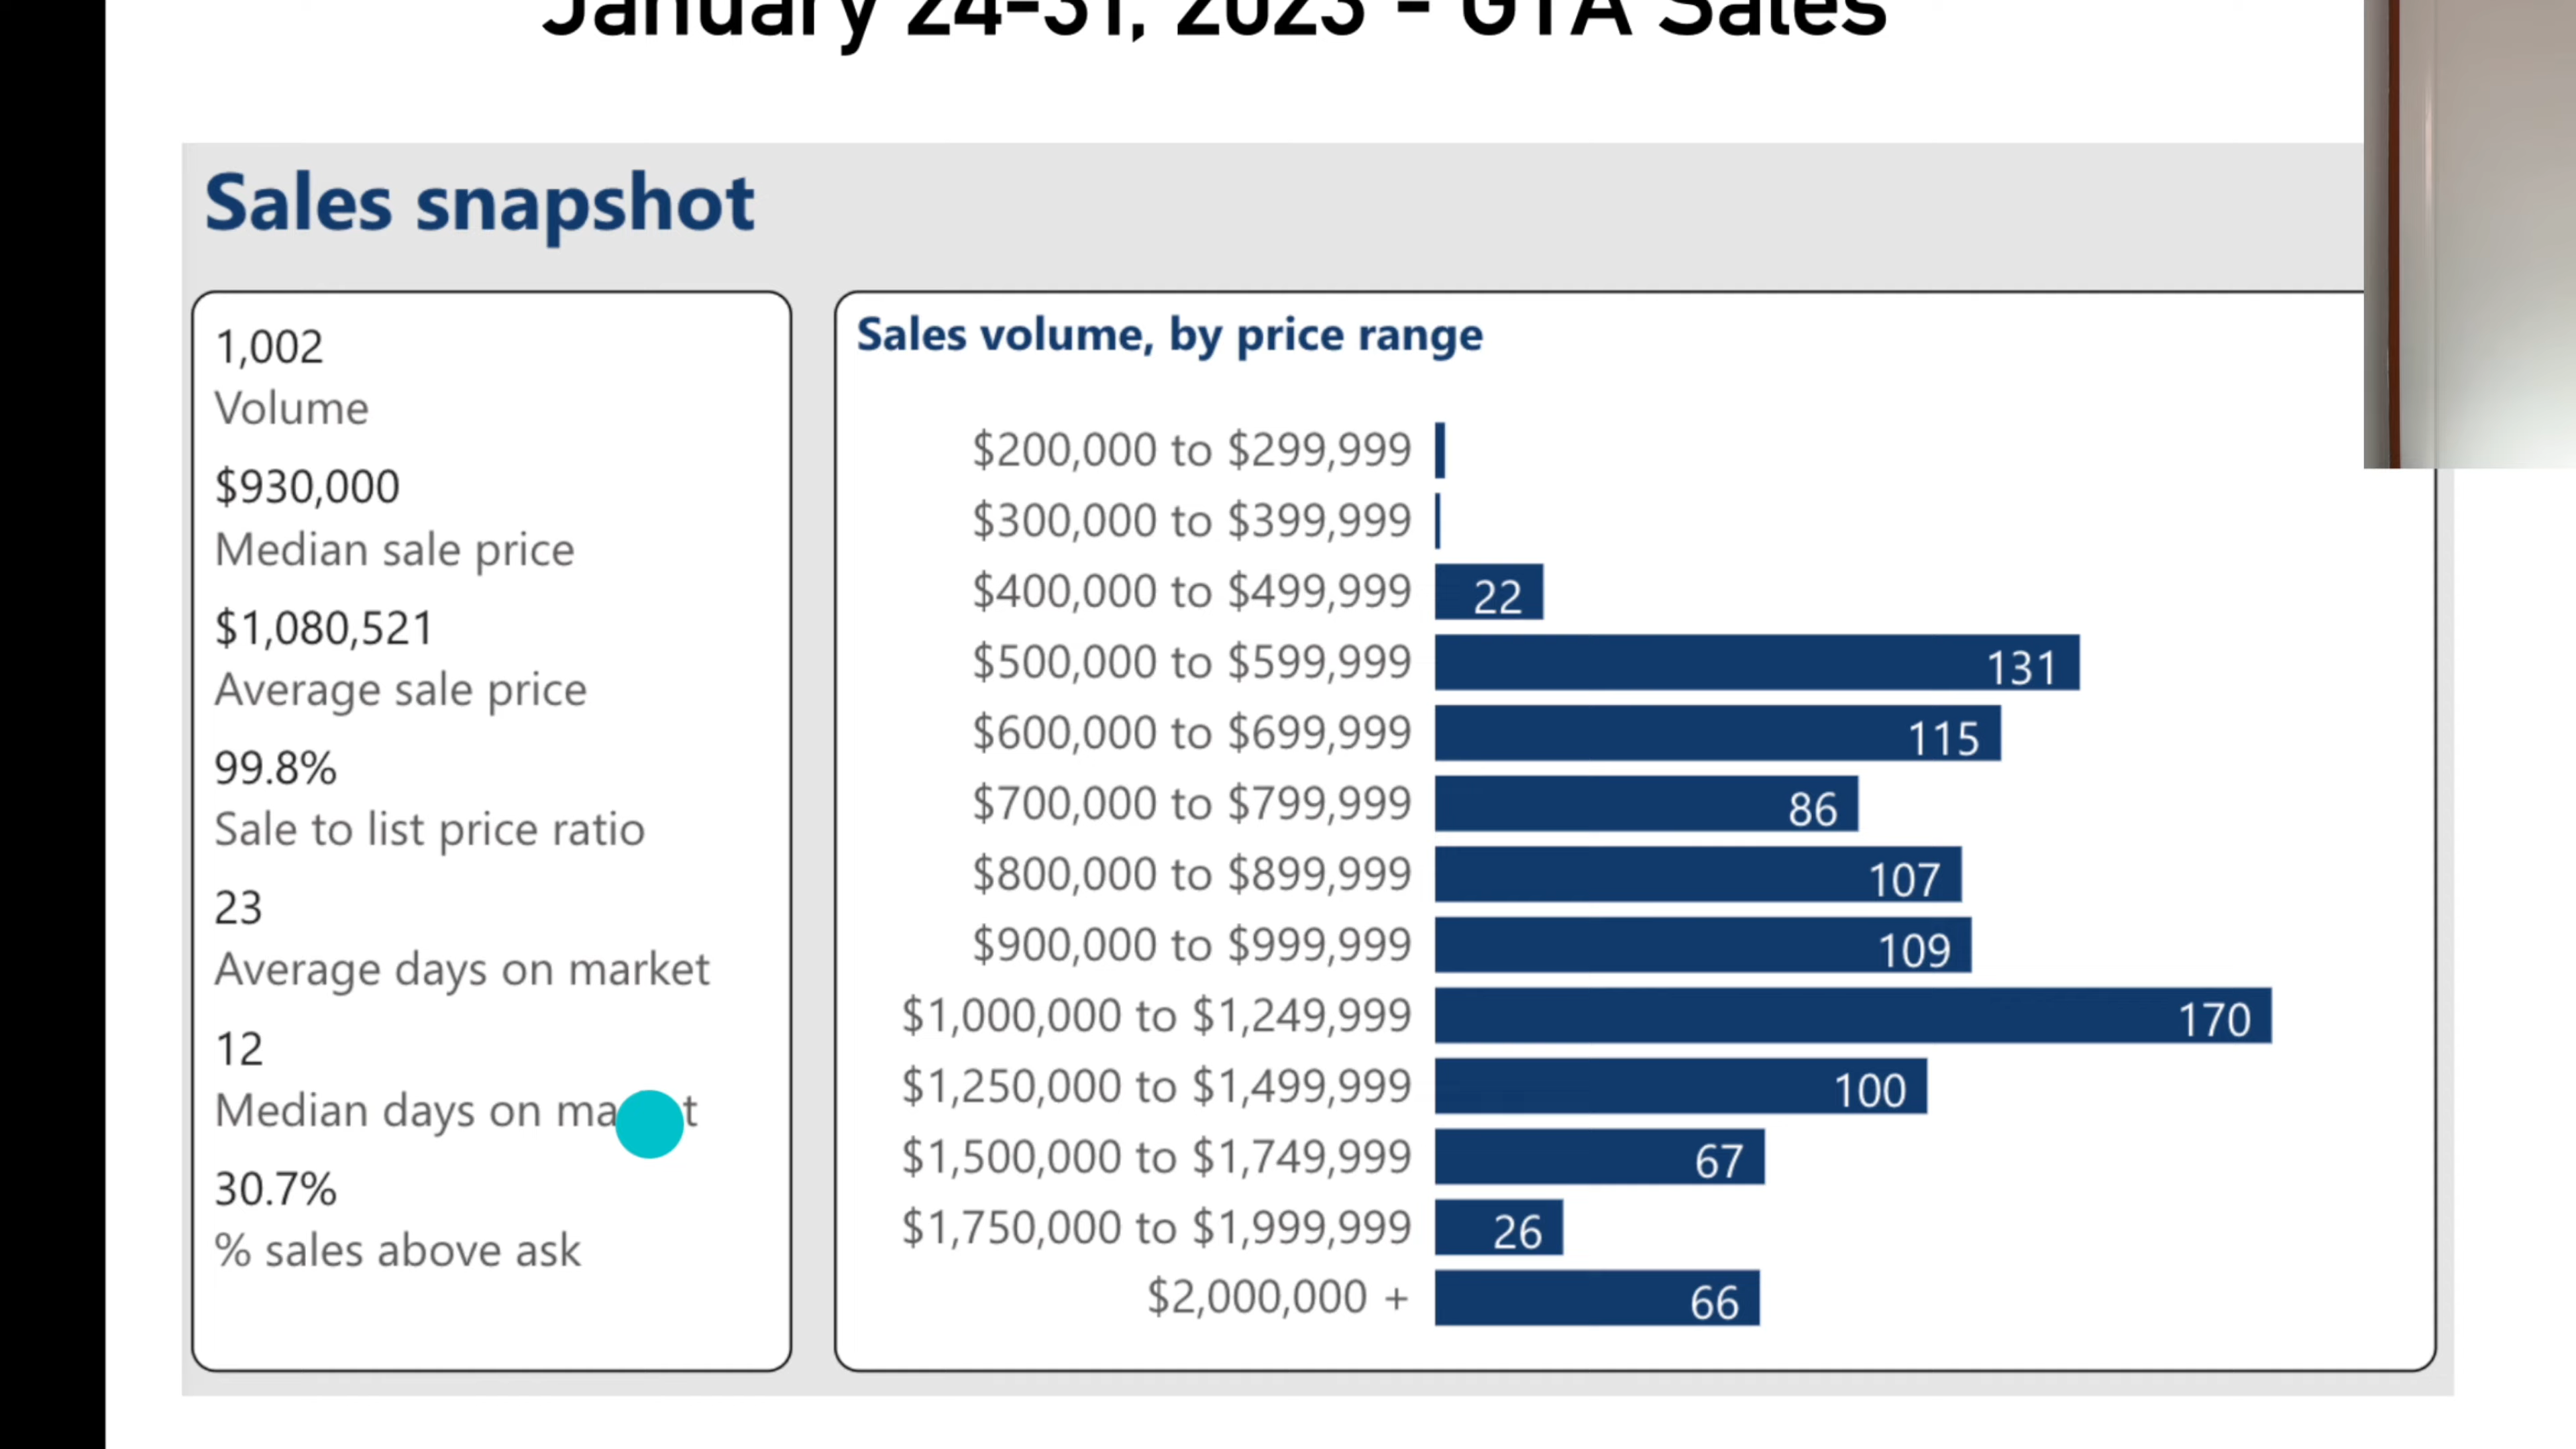 January 24-31, 2023 - GTA Sales
Sales snapshot
1,002
Volume
$930,000
Median sale price
$1,080,521
Average sale price
99.8%
Sale to list price ratio
23
Average days on market
12
Median days on
30.7%
% sales above ask
Sales volume, by price range
$200,000 to $299,999
$300,000 to $399,999
$400,000 to $499,999 22
$500,000 to $599,999 131
$600,000 to $699,999 115
$700,000 to $799,999 86
$800,000 to $899,999 107
$900,000 to $999,999 109
$1,000,000 to $1,249,999 170
$1,250,000 to $1,499,999 100
$1,500,000 to $1,749,999 67
$1,750,000 to $1,999,999 26
$2,000,000 + 66